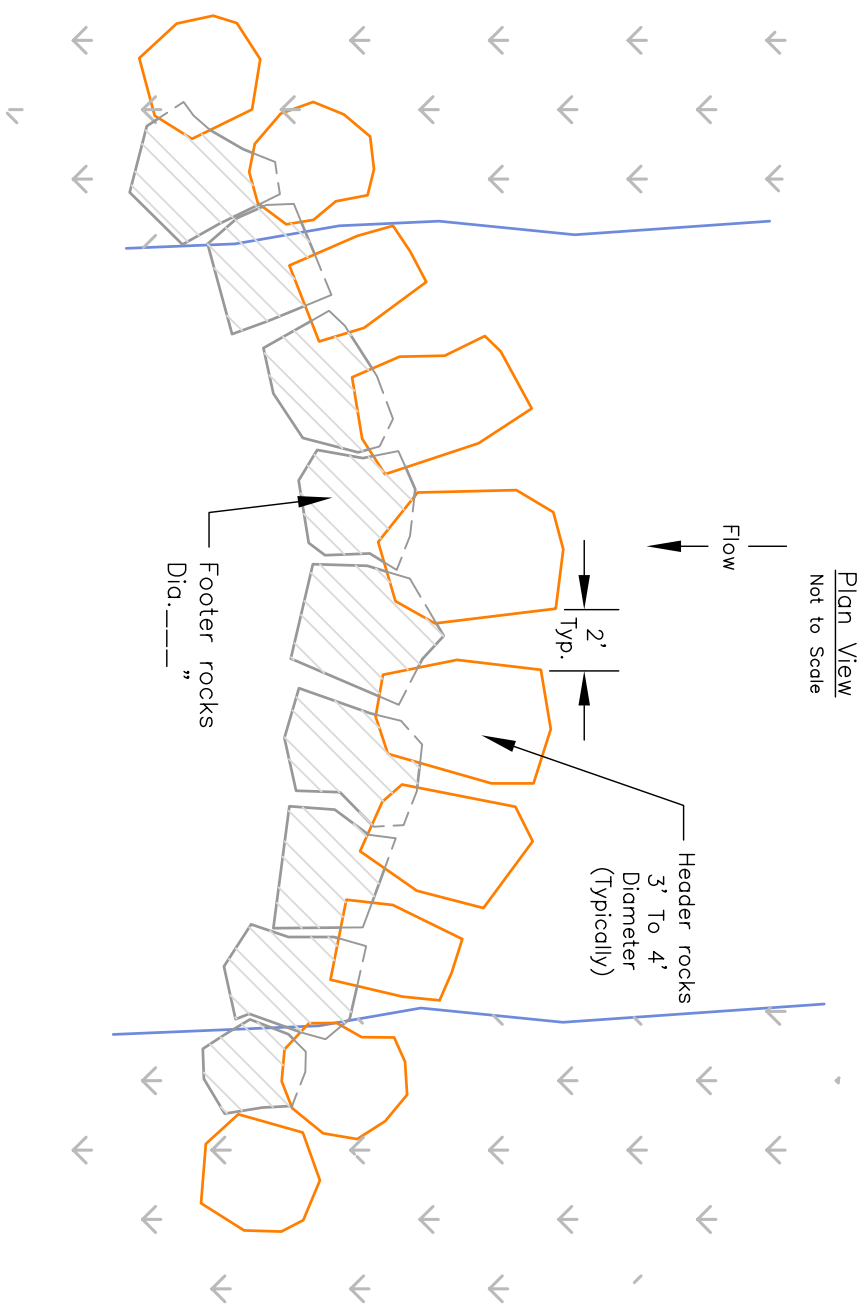 Plan View
Not to Scale
Flow
2'
Typ.
Header rocks
3' To 4'
Diameter
(Typically)
Footer rocks
Dia.___"